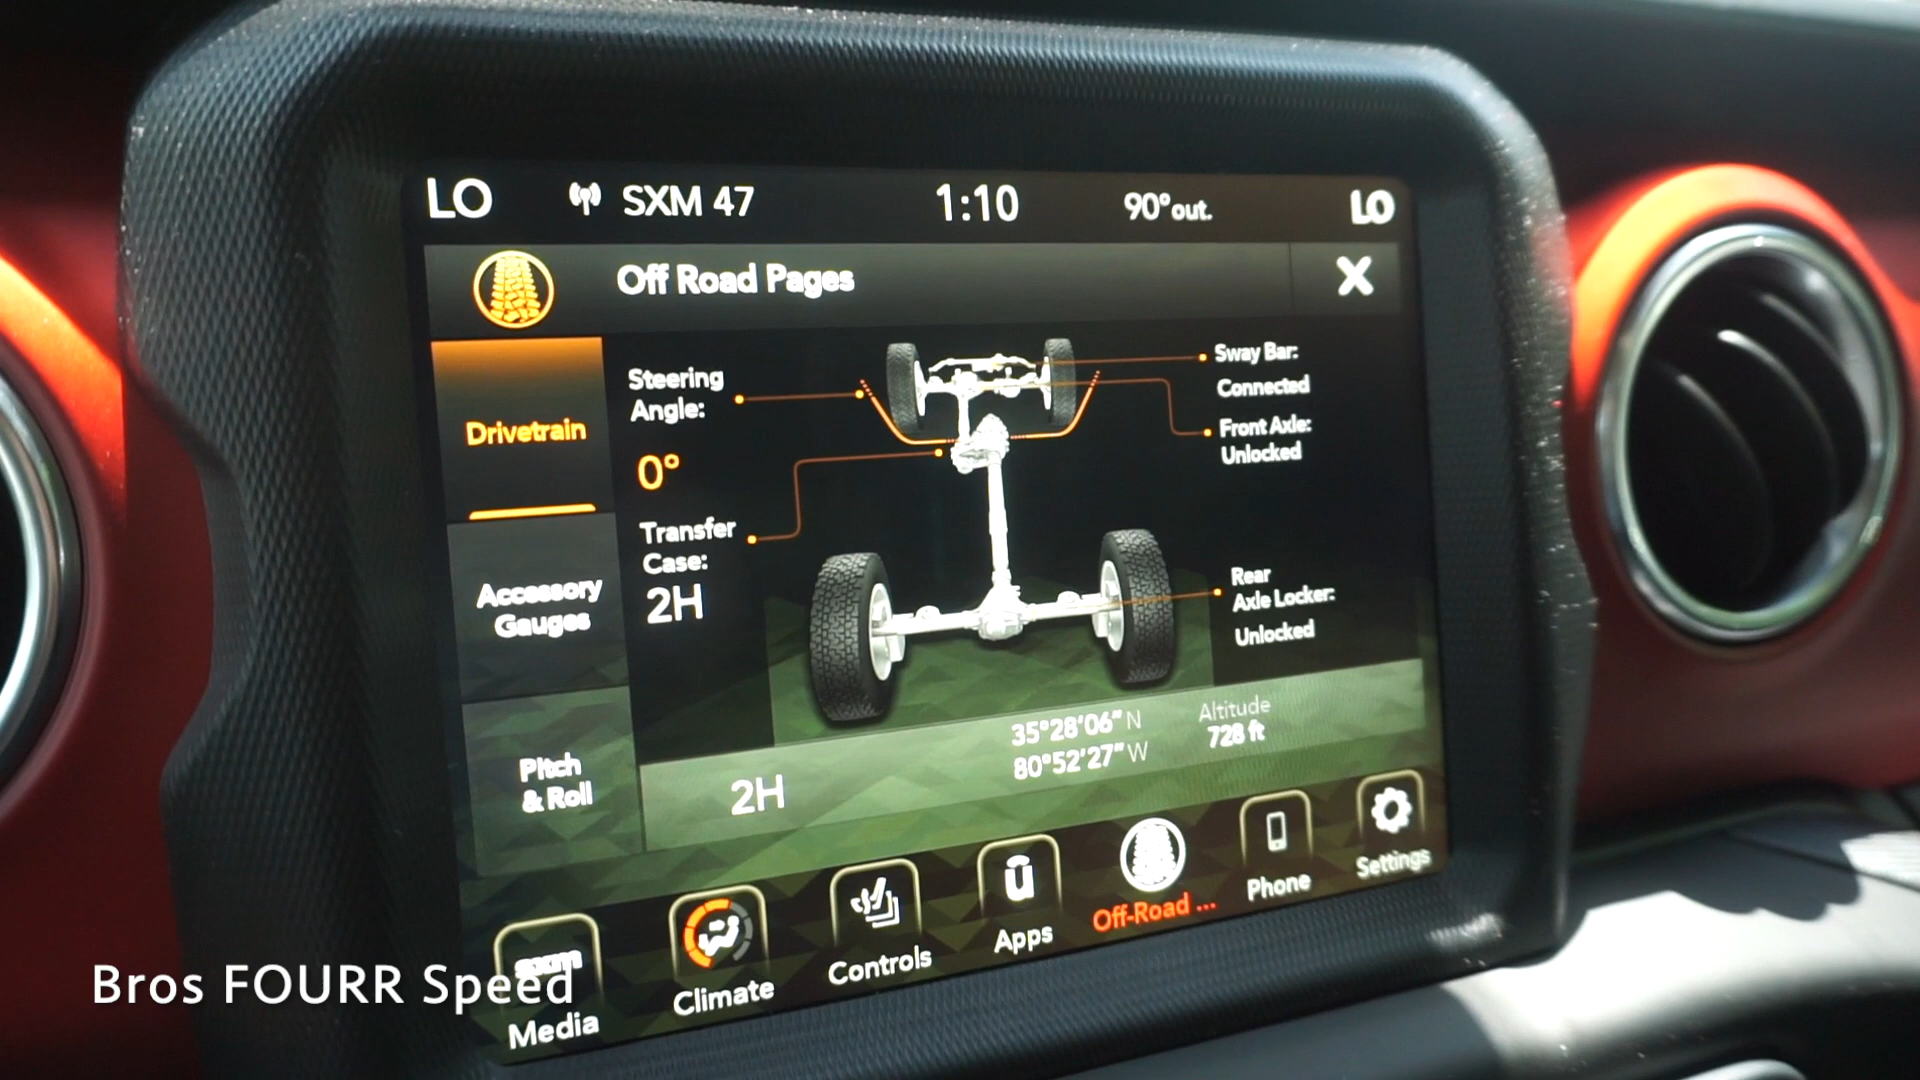 LO SXM 47 1:10 90°out. LO
Off Road Pages X
Drivetrain
Accessory
Gauges
Pitch
& Roll
Steering
Angle:
0°
Transfer
Case:
2H
Sway Bar:
Connected
Front Axle:
Unlocked
Rear
Axle Locker:
Unlocked
2H
35°28'06" N
80°52'27" W
Altitude
728 ft
sxm
Media
Climate
Controls
Apps
Off-Road ...
Phone
Settings
Bros FOURR Speed